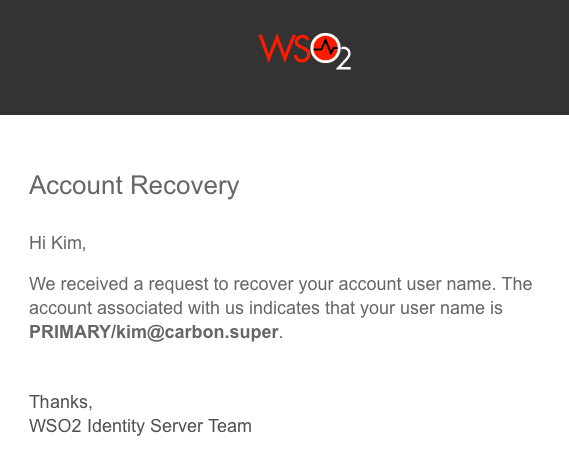 WSO2
Account Recovery
Hi Kim,
We received a request to recover your account user name. The
account associated with us indicates that your user name is
PRIMARY/kim@carbon.super.
Thanks,
WSO2 Identity Server Team